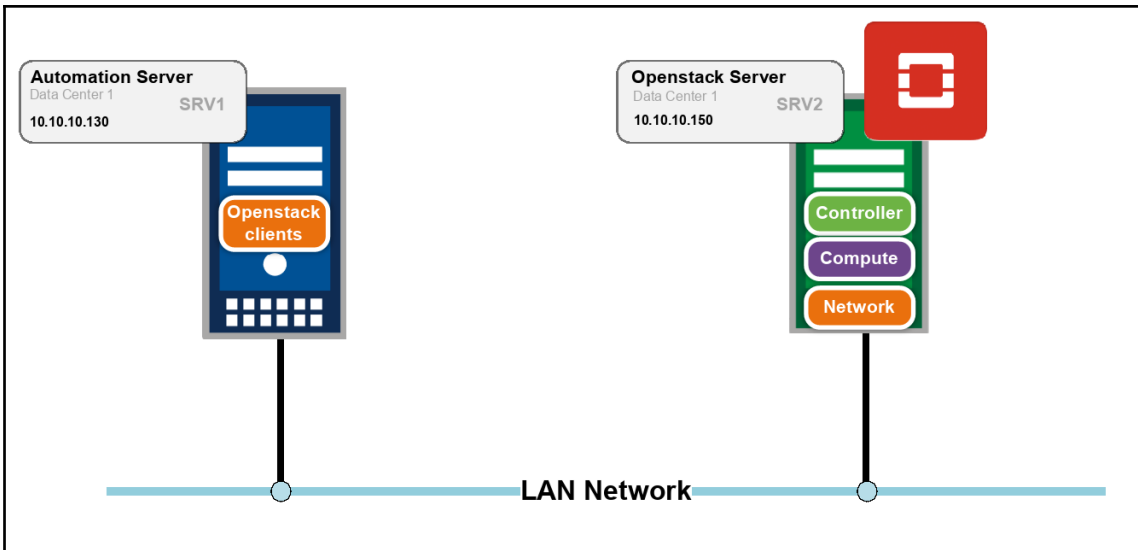 Automation Server
Data Center 1
SRV1
10.10.10.130
Openstack
clients
Openstack Server
Data Center 1
SRV2
10.10.10.150
Controller
Compute
Network
LAN Network